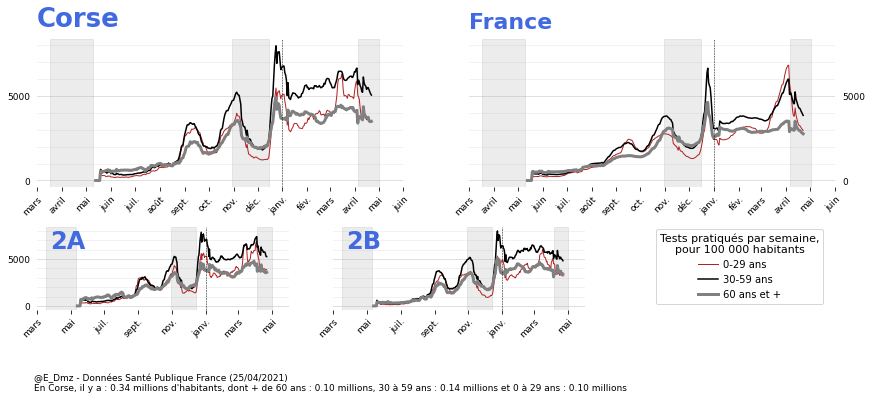 Corse
France
5000
0
5000
0
mars avril mai juin juil. août sept. oct. nov. déc. janv. fév. mars avril mai juin
mars avril mai juin juil. août sept. oct. nov. déc. janv. fév. mars avril mai juin
2A
2B
5000
0
mars mai juil. sept. nov. janv. mars mai
mars mai juil. sept. nov. janv. mars mai
Tests pratiqués par semaine,
pour 100 000 habitants
0-29 ans
30-59 ans
60 ans et +
@E_Dmz - Données Santé Publique France (25/04/2021)
En Corse, il y a : 0.34 millions d'habitants, dont + de 60 ans : 0.10 millions, 30 à 59 ans : 0.14 millions et 0 à 29 ans : 0.10 millions